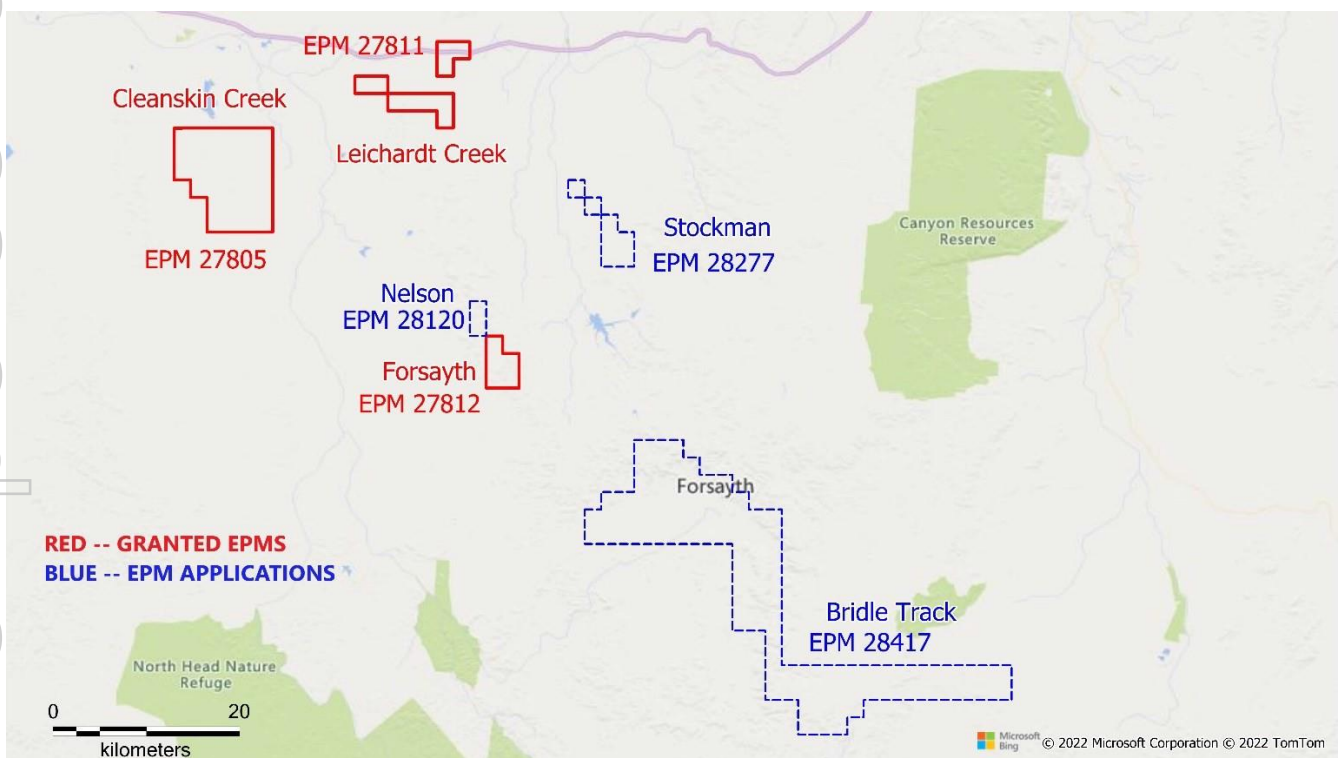 EPM 27811
Cleanskin Creek
Leichardt Creek
EPM 27805
Stockman
EPM 28277
Canyon Resources
Reserve
Nelson
EPM 28120
Forsayth
EPM 27812
Forsayth
RED -- GRANTED EPMS
BLUE -- EPM APPLICATIONS
Bridle Track
EPM 28417
North Head Nature
Refuge
0 20
kilometers
Microsoft
Bing
© 2022 Microsoft Corporation © 2022 TomTom